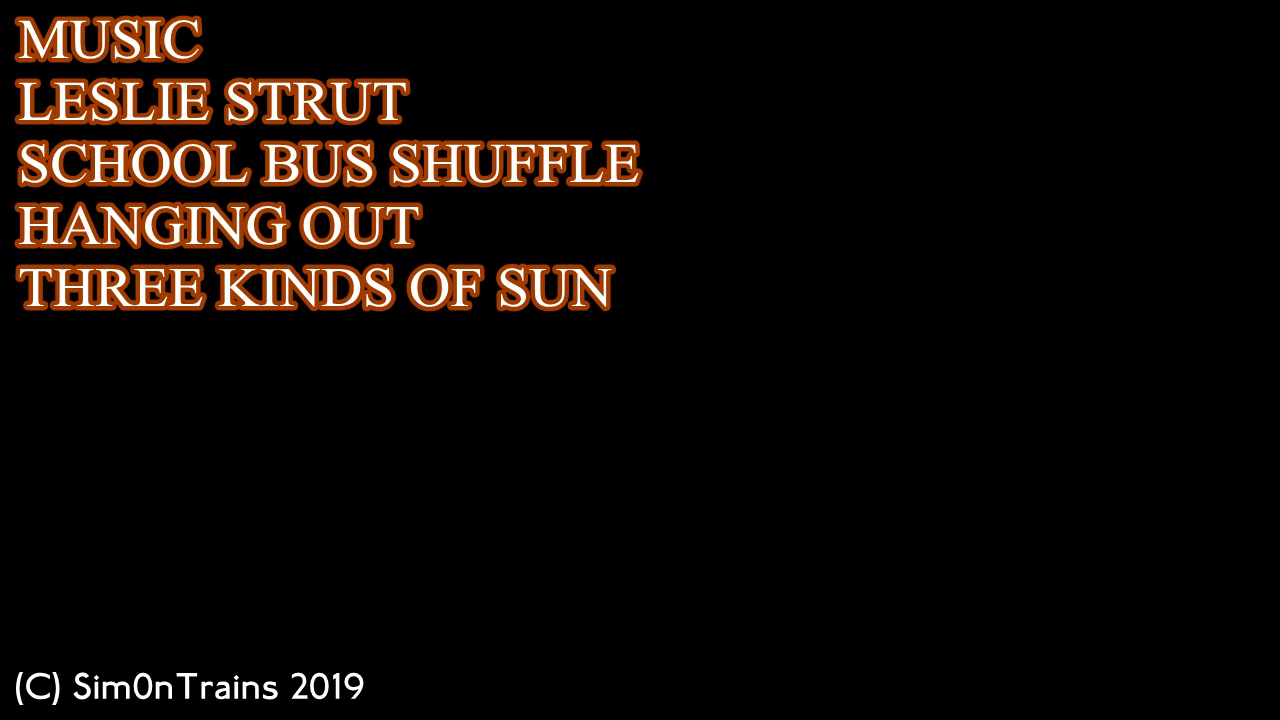 MUSIC
LESLIE STRUT
SCHOOL BUS SHUFFLE
HANGING OUT
THREE KINDS OF SUN
(C) Sim0nTrains 2019